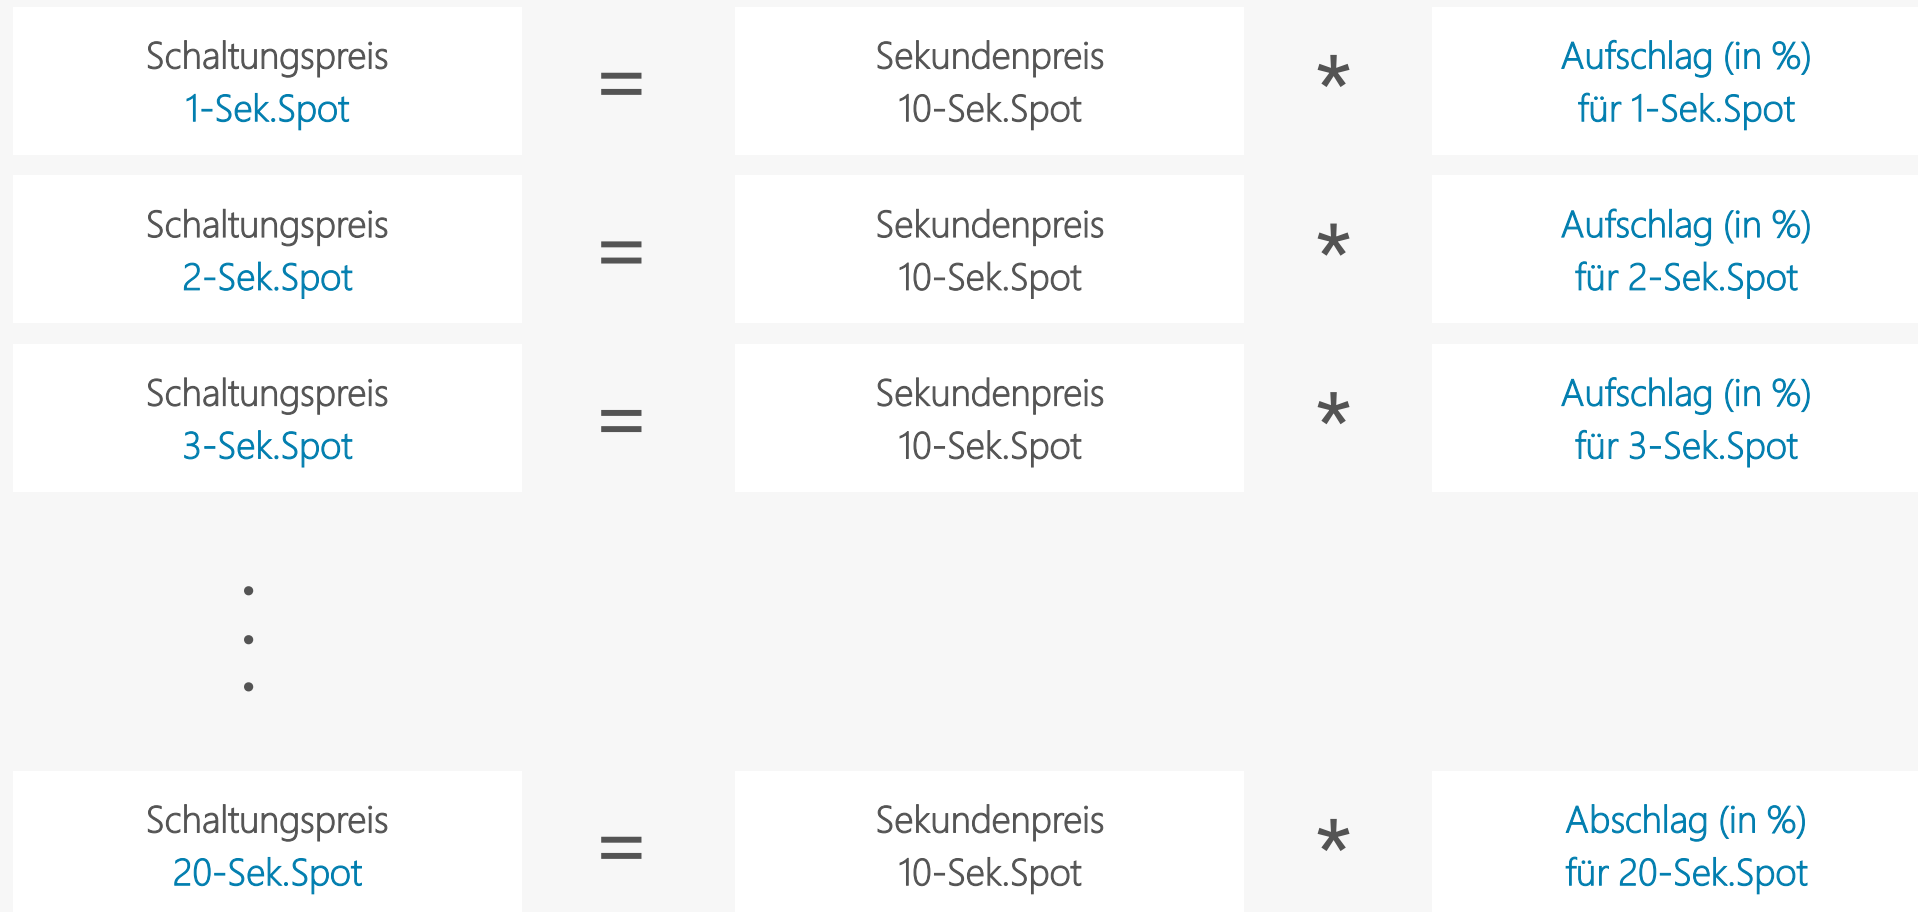 Schaltungspreis
1-Sek.Spot
=
Sekundenpreis
10-Sek.Spot
*
Aufschlag (in %)
für 1-Sek.Spot
Schaltungspreis
2-Sek.Spot
=
Sekundenpreis
10-Sek.Spot
*
Aufschlag (in %)
für 2-Sek.Spot
Schaltungspreis
3-Sek.Spot
=
Sekundenpreis
10-Sek.Spot
*
Aufschlag (in %)
für 3-Sek.Spot
.
.
.
Schaltungspreis
20-Sek.Spot
=
Sekundenpreis
10-Sek.Spot
*
Abschlag (in %)
für 20-Sek.Spot